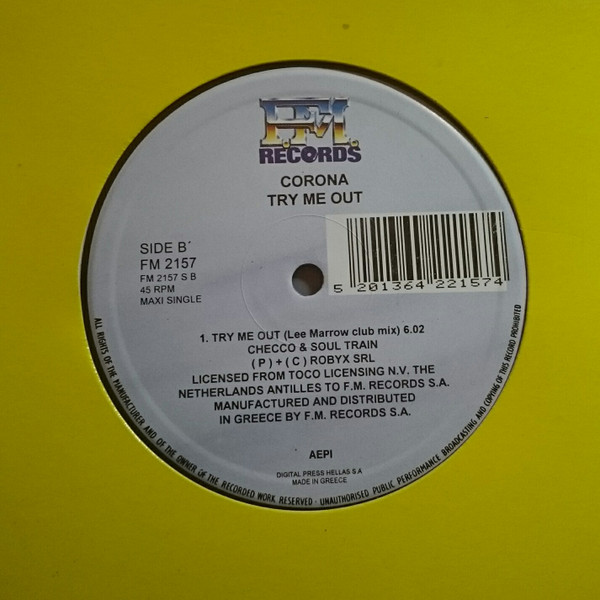 F.M.
RECORDS
CORONA
TRY ME OUT
SIDE B´
FM 2157
FM 2157 S B
45 RPM
MAXI SINGLE
5 201364 221574
1. TRY ME OUT (Lee Marrow club mix) 6.02
CHECCO & SOUL TRAIN
( P ) + ( C ) ROBYX SRL
LICENSED FROM TOCO LICENSING N.V. THE
NETHERLANDS ANTILLES TO F.M. RECORDS S.A.
MANUFACTURED AND DISTRIBUTED
IN GREECE BY F.M. RECORDS S.A.
AEPI
DIGITAL PRESS HELLAS S A
MADE IN GREECE
ALL RIGHTS OF THE MANUFACTURER AND OF THE OWNER OF THE RECORDED WORK RESERVED · UNAUTHORISED PUBLIC PERFORMANCE BROADCASTING AND COPYING OF THIS RECORD PROHIBITED